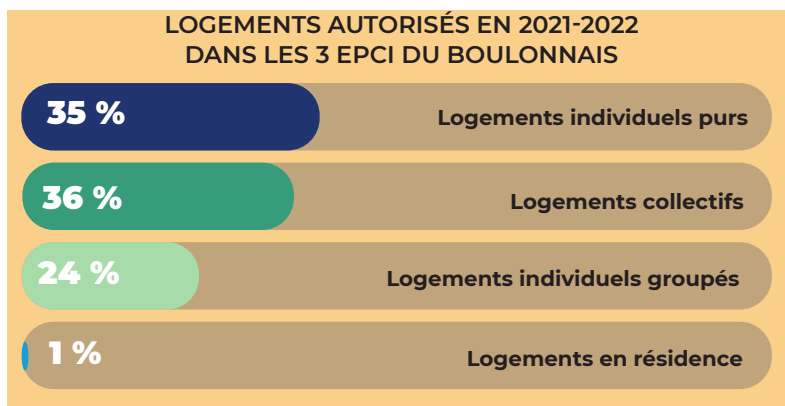 LOGEMENTS AUTORISÉS EN 2021-2022
DANS LES 3 EPCI DU BOULONNAIS
35 % Logements individuels purs
36 % Logements collectifs
24 % Logements individuels groupés
1 % Logements en résidence